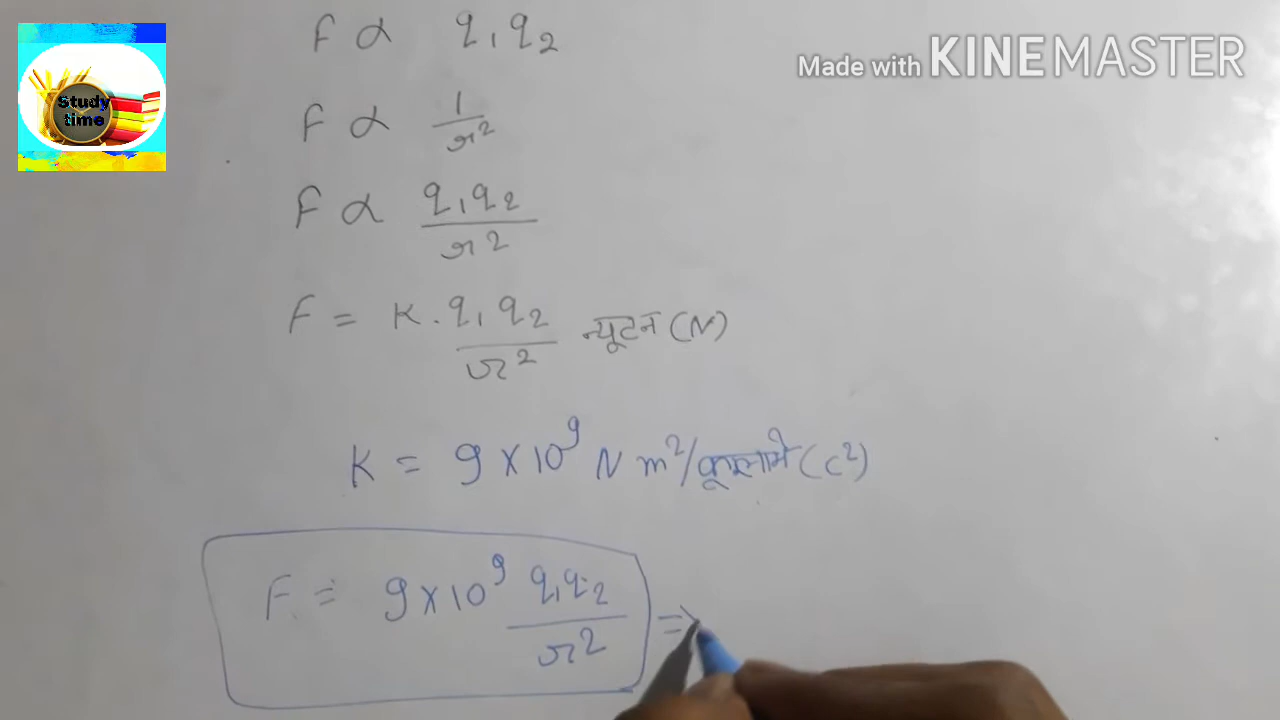 F ∝ q₁q₂
Made with KINEMASTER
Study
time
F ∝ 1/r²
F ∝ q₁q₂/r²
F = K. q₁q₂/r² न्यूटन (N)
K = 9×10⁹ N m²/कूलाम (C²)
F = 9×10⁹ q₁q₂/r² ⇒